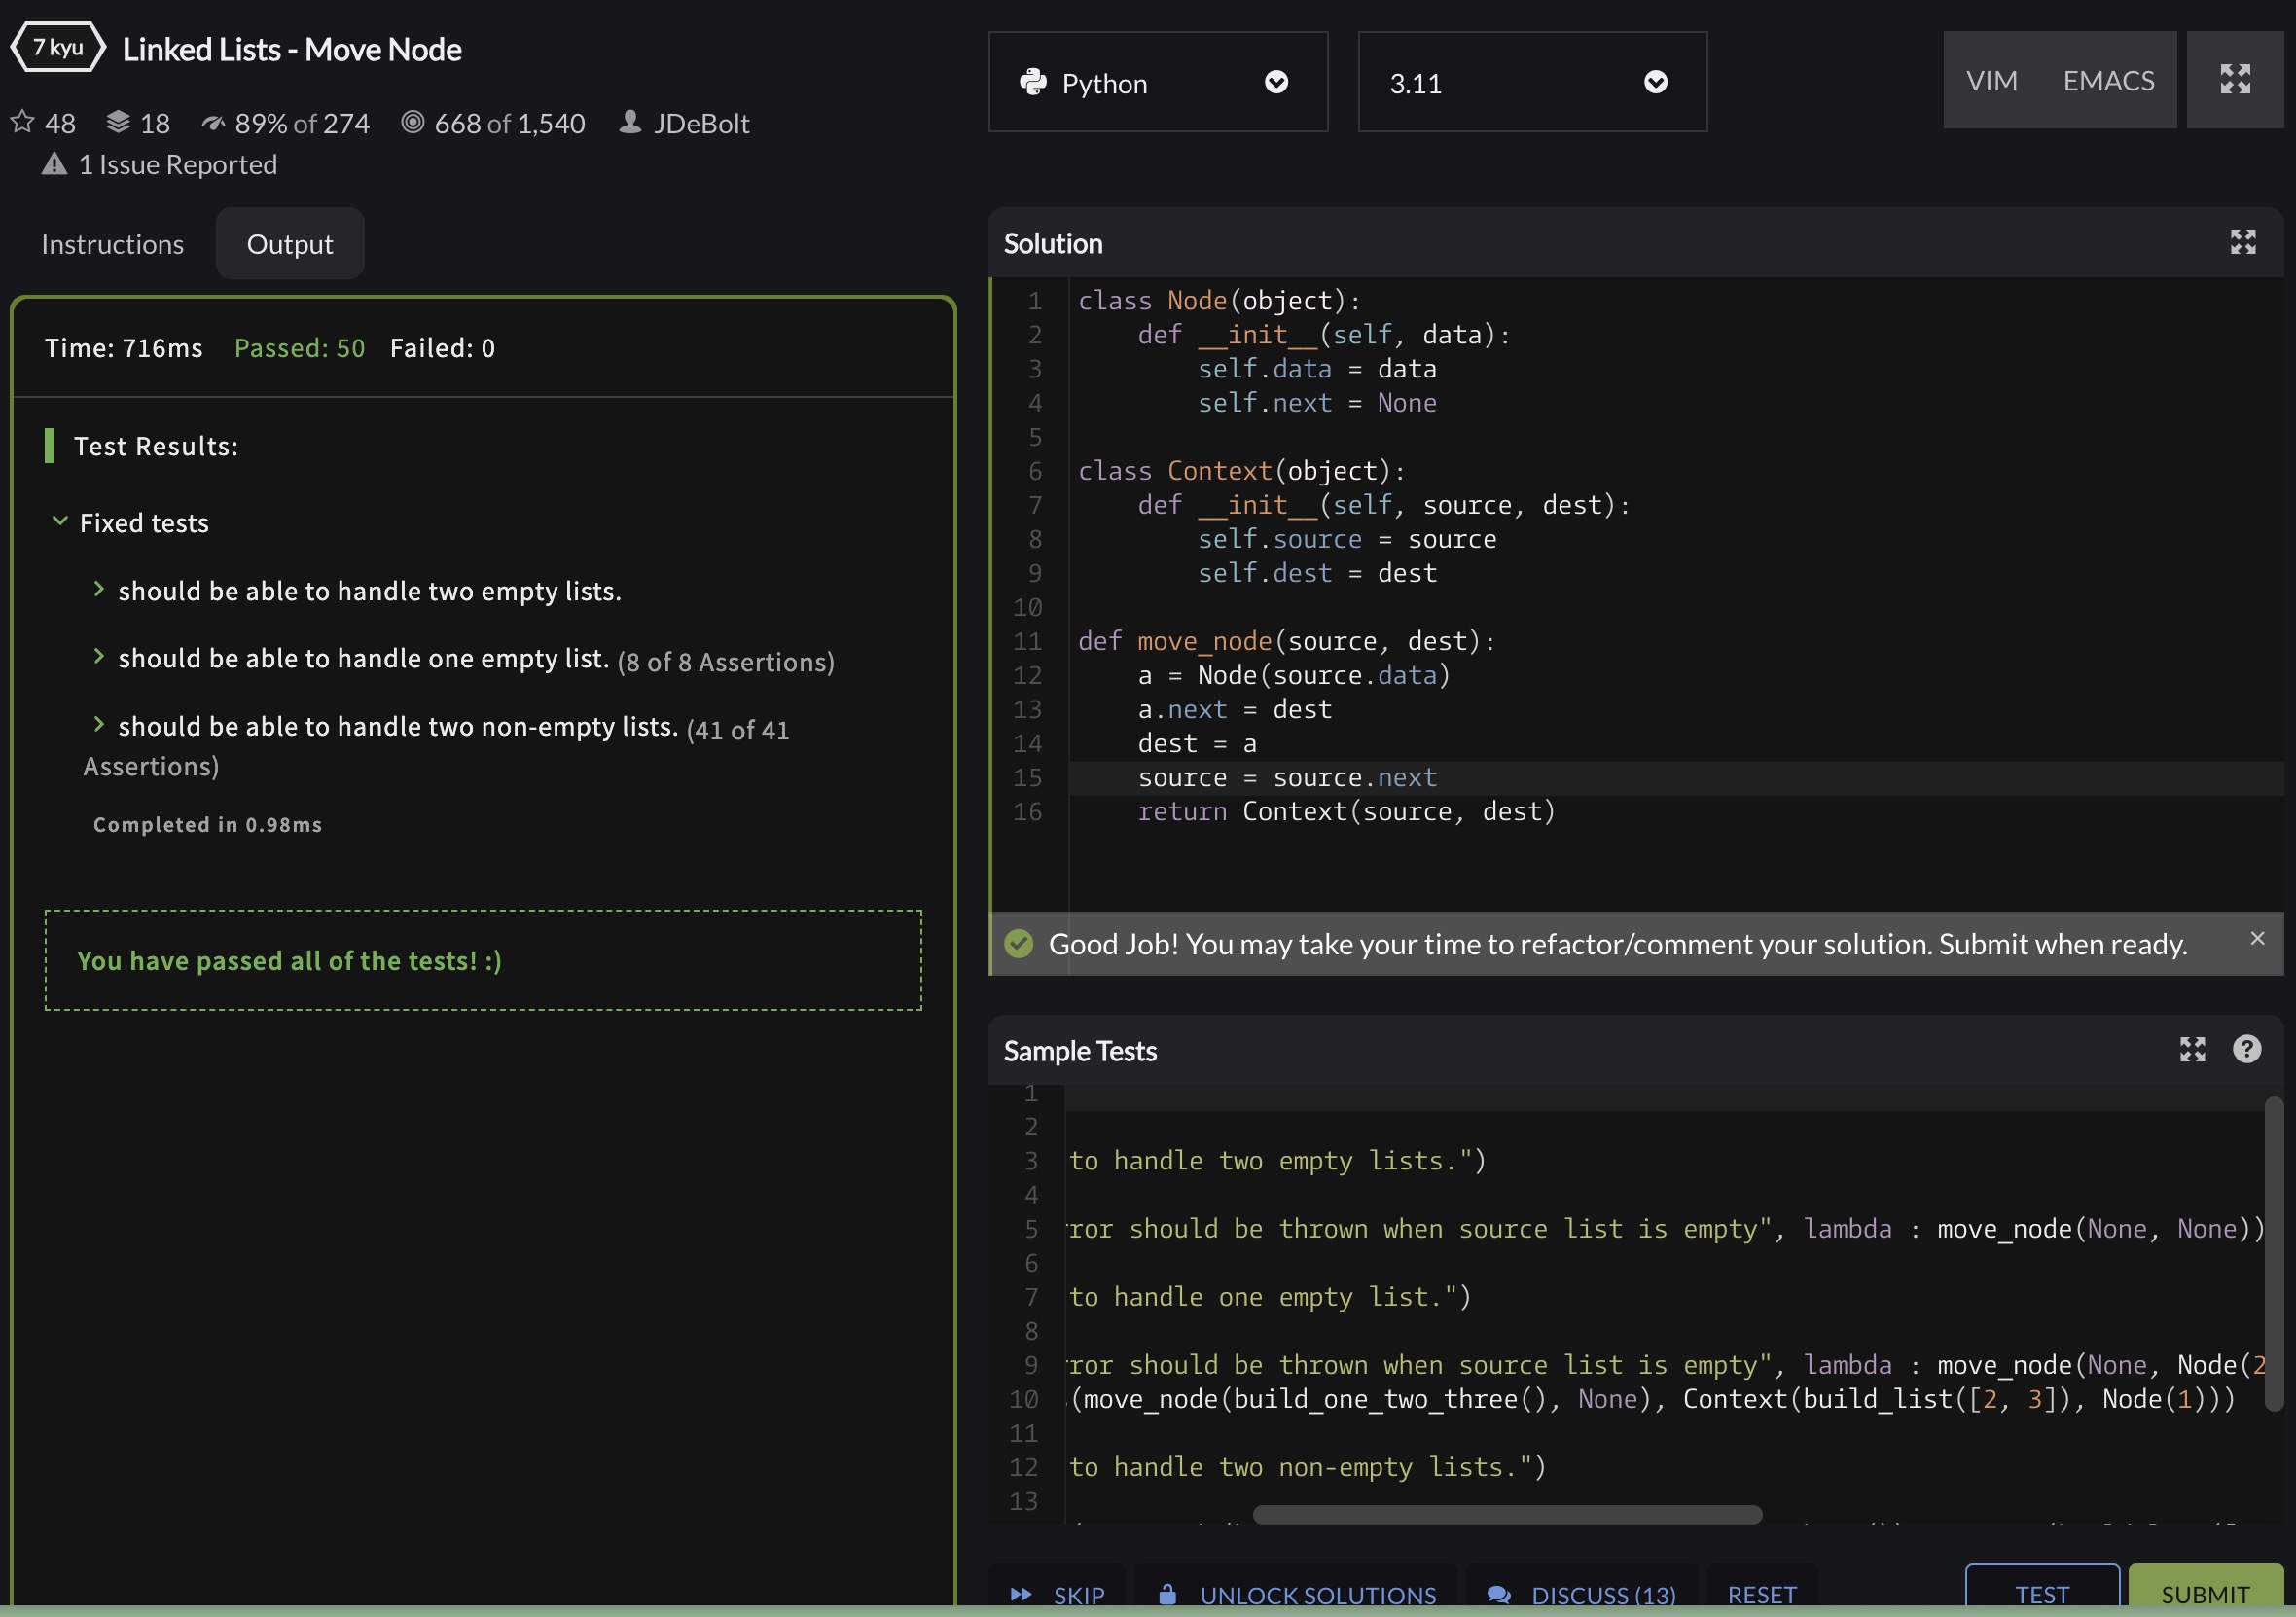 7 kyu
Linked Lists - Move Node
48 18 89% of 274 668 of 1,540 JDeBolt
1 Issue Reported
Instructions Output
Time: 716ms Passed: 50 Failed: 0
Test Results:
Fixed tests
should be able to handle two empty lists.
should be able to handle one empty list. (8 of 8 Assertions)
should be able to handle two non-empty lists. (41 of 41
Assertions)
Completed in 0.98ms
You have passed all of the tests! :)
Python 3.11 VIM EMACS
Solution
1 class Node(object):
2     def __init__(self, data):
3         self.data = data
4         self.next = None
5
6 class Context(object):
7     def __init__(self, source, dest):
8         self.source = source
9         self.dest = dest
10
11 def move_node(source, dest):
12     a = Node(source.data)
13     a.next = dest
14     dest = a
15     source = source.next
16     return Context(source, dest)
Good Job! You may take your time to refactor/comment your solution. Submit when ready.
Sample Tests
1
2
3 to handle two empty lists.")
4
5 ror should be thrown when source list is empty", lambda : move_node(None, None))
6
7 to handle one empty list.")
8
9 ror should be thrown when source list is empty", lambda : move_node(None, Node(2
10 (move_node(build_one_two_three(), None), Context(build_list([2, 3]), Node(1)))
11
12 to handle two non-empty lists.")
13
SKIP UNLOCK SOLUTIONS DISCUSS (13) RESET TEST SUBMIT